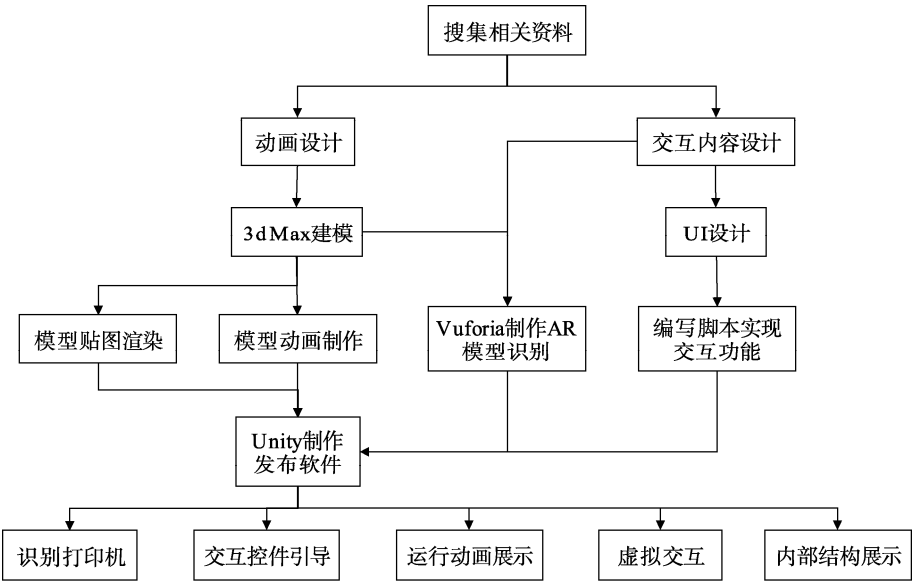 搜集相关资料
动画设计
交互内容设计
3dMax建模
UI设计
模型贴图渲染
模型动画制作
Vuforia制作AR
模型识别
编写脚本实现
交互功能
Unity制作
发布软件
识别打印机
交互控件引导
运行动画展示
虚拟交互
内部结构展示